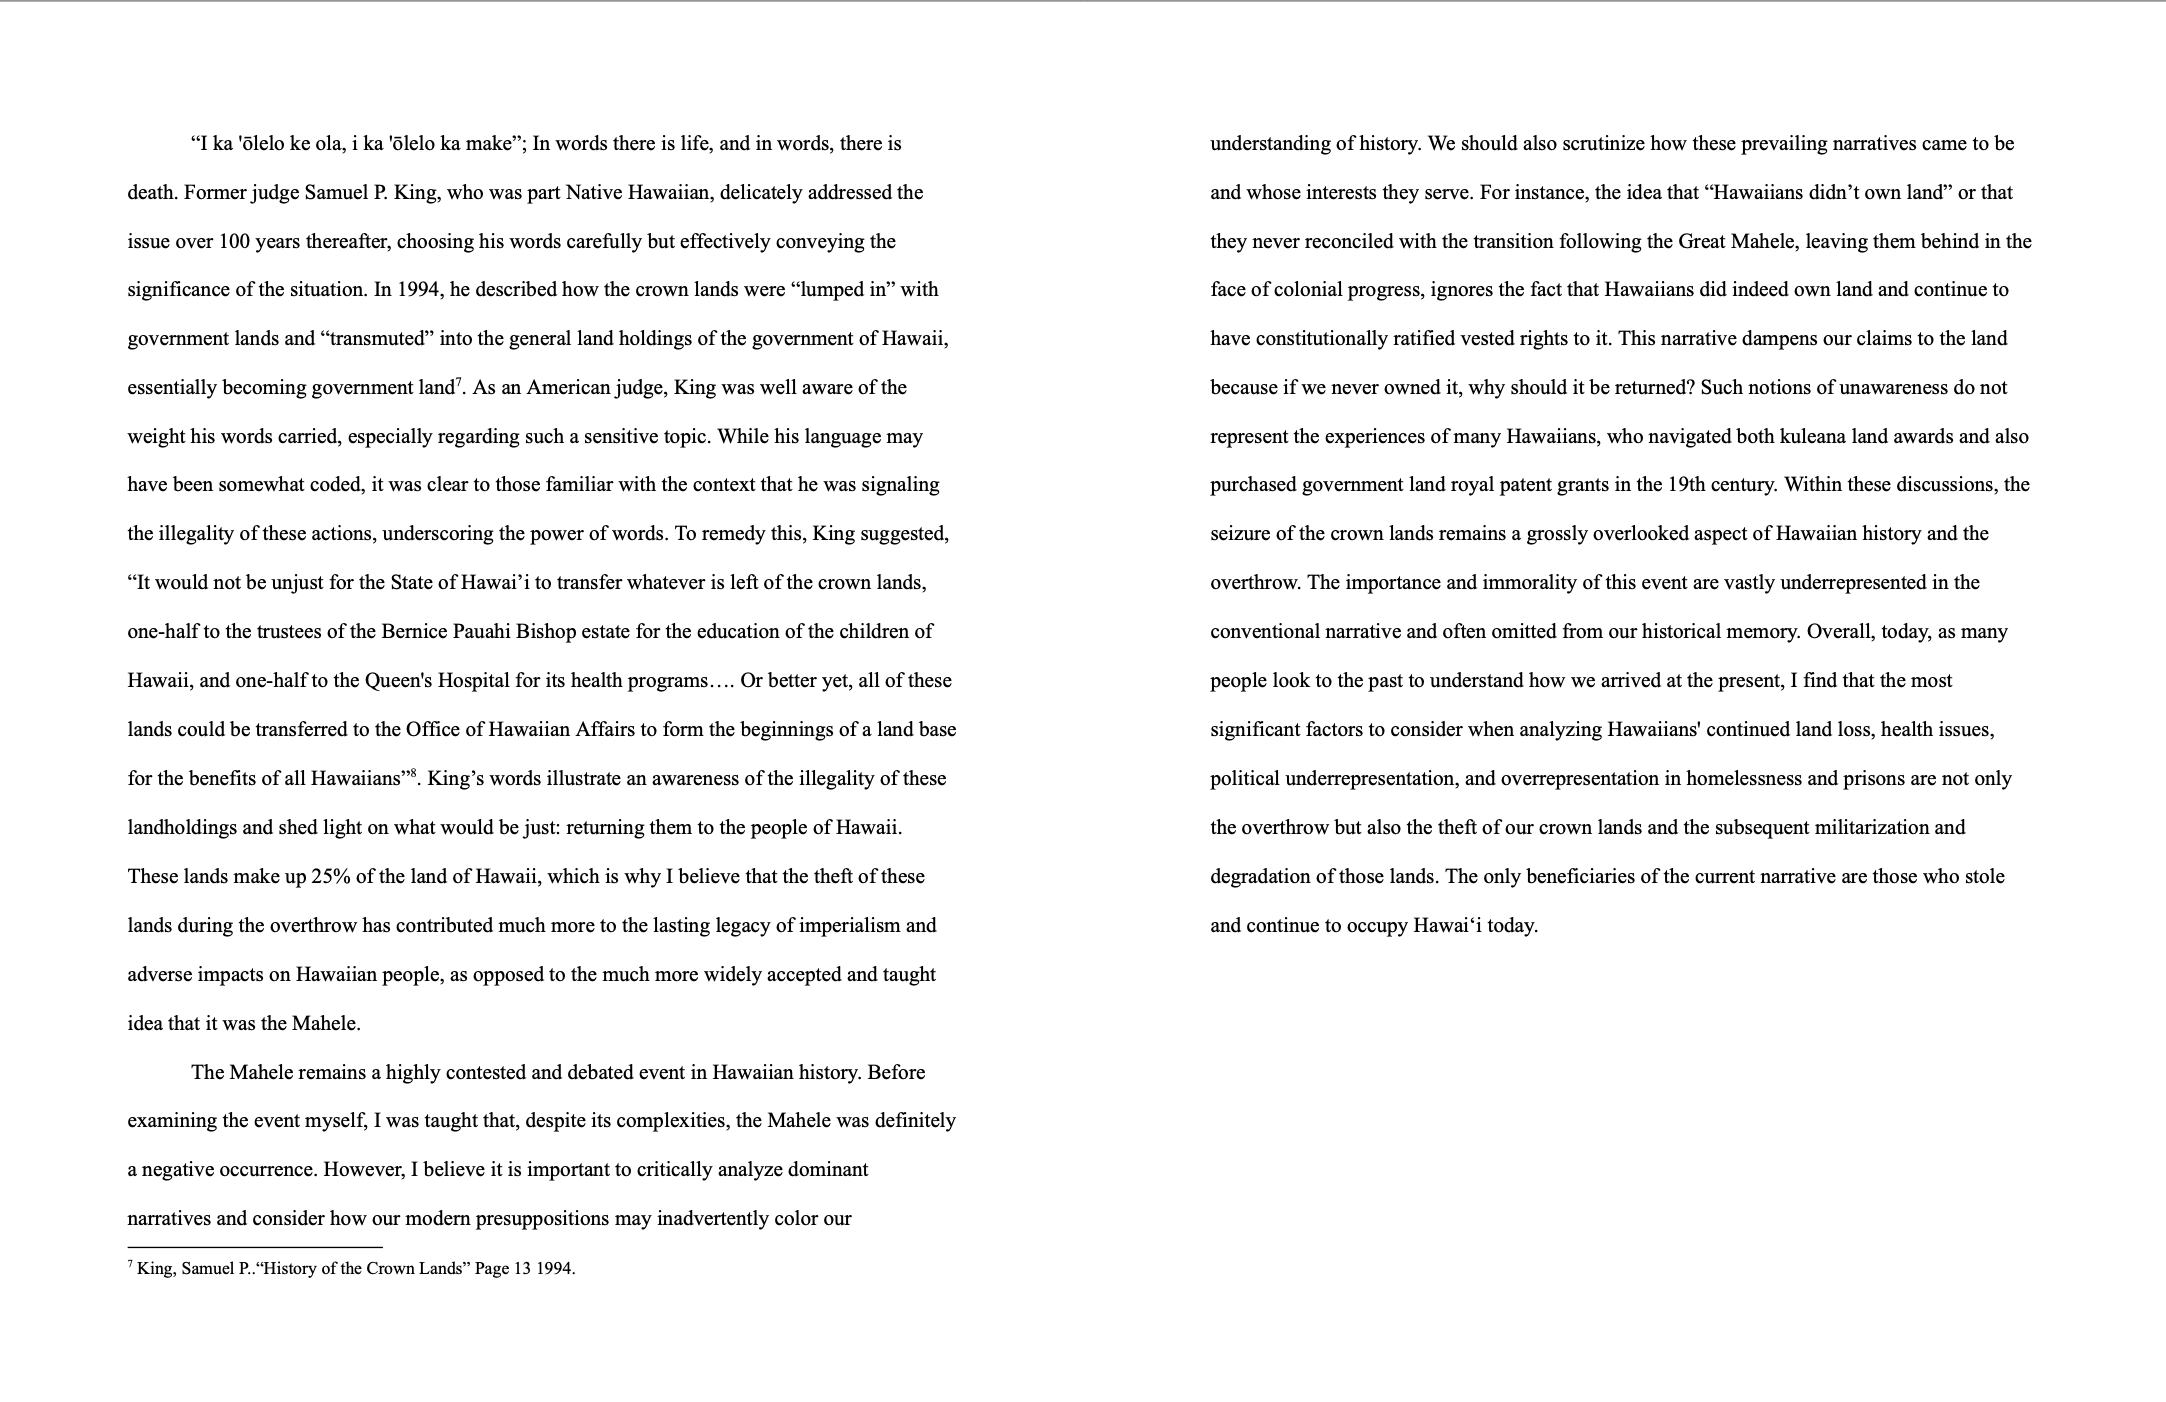 “I ka 'ōlelo ke ola, i ka 'ōlelo ka make”; In words there is life, and in words, there is
death. Former judge Samuel P. King, who was part Native Hawaiian, delicately addressed the
issue over 100 years thereafter, choosing his words carefully but effectively conveying the
significance of the situation. In 1994, he described how the crown lands were “lumped in” with
government lands and “transmuted” into the general land holdings of the government of Hawaii,
essentially becoming government land⁷. As an American judge, King was well aware of the
weight his words carried, especially regarding such a sensitive topic. While his language may
have been somewhat coded, it was clear to those familiar with the context that he was signaling
the illegality of these actions, underscoring the power of words. To remedy this, King suggested,
“It would not be unjust for the State of Hawai’i to transfer whatever is left of the crown lands,
one-half to the trustees of the Bernice Pauahi Bishop estate for the education of the children of
Hawaii, and one-half to the Queen's Hospital for its health programs…. Or better yet, all of these
lands could be transferred to the Office of Hawaiian Affairs to form the beginnings of a land base
for the benefits of all Hawaiians”⁸. King’s words illustrate an awareness of the illegality of these
landholdings and shed light on what would be just: returning them to the people of Hawaii.
These lands make up 25% of the land of Hawaii, which is why I believe that the theft of these
lands during the overthrow has contributed much more to the lasting legacy of imperialism and
adverse impacts on Hawaiian people, as opposed to the much more widely accepted and taught
idea that it was the Mahele.
The Mahele remains a highly contested and debated event in Hawaiian history. Before
examining the event myself, I was taught that, despite its complexities, the Mahele was definitely
a negative occurrence. However, I believe it is important to critically analyze dominant
narratives and consider how our modern presuppositions may inadvertently color our
⁷ King, Samuel P..“History of the Crown Lands” Page 13 1994.
understanding of history. We should also scrutinize how these prevailing narratives came to be
and whose interests they serve. For instance, the idea that “Hawaiians didn’t own land” or that
they never reconciled with the transition following the Great Mahele, leaving them behind in the
face of colonial progress, ignores the fact that Hawaiians did indeed own land and continue to
have constitutionally ratified vested rights to it. This narrative dampens our claims to the land
because if we never owned it, why should it be returned? Such notions of unawareness do not
represent the experiences of many Hawaiians, who navigated both kuleana land awards and also
purchased government land royal patent grants in the 19th century. Within these discussions, the
seizure of the crown lands remains a grossly overlooked aspect of Hawaiian history and the
overthrow. The importance and immorality of this event are vastly underrepresented in the
conventional narrative and often omitted from our historical memory. Overall, today, as many
people look to the past to understand how we arrived at the present, I find that the most
significant factors to consider when analyzing Hawaiians' continued land loss, health issues,
political underrepresentation, and overrepresentation in homelessness and prisons are not only
the overthrow but also the theft of our crown lands and the subsequent militarization and
degradation of those lands. The only beneficiaries of the current narrative are those who stole
and continue to occupy Hawai‘i today.